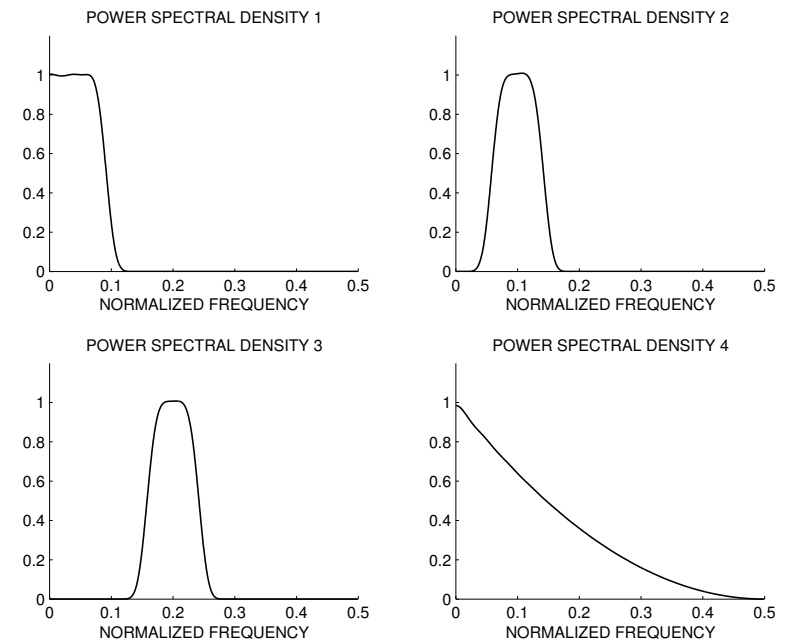 POWER SPECTRAL DENSITY 1
1
0.8
0.6
0.4
0.2
0
0 0.1 0.2 0.3 0.4 0.5
NORMALIZED FREQUENCY
POWER SPECTRAL DENSITY 2
1
0.8
0.6
0.4
0.2
0
0 0.1 0.2 0.3 0.4 0.5
NORMALIZED FREQUENCY
POWER SPECTRAL DENSITY 3
1
0.8
0.6
0.4
0.2
0
0 0.1 0.2 0.3 0.4 0.5
NORMALIZED FREQUENCY
POWER SPECTRAL DENSITY 4
1
0.8
0.6
0.4
0.2
0
0 0.1 0.2 0.3 0.4 0.5
NORMALIZED FREQUENCY